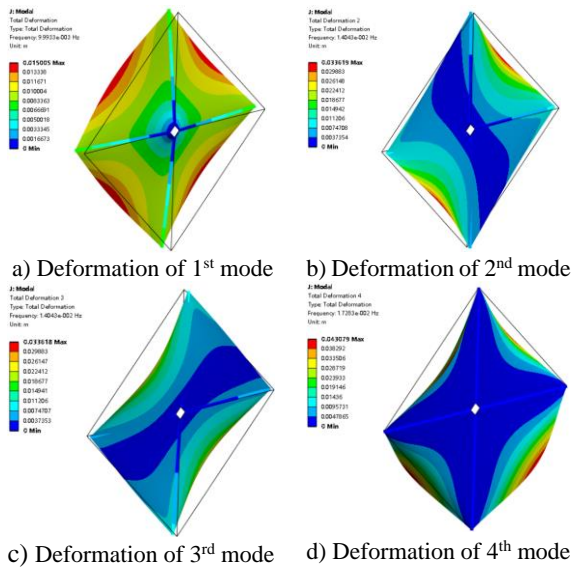 J: Modal
Total Deformation
Type: Total Deformation
Frequency: 9.9933e-003 Hz
Unit: m
0.015005 Max
0.013338
0.011671
0.010004
0.0083363
0.0066691
0.0050018
0.0033345
0.0016673
0 Min
a) Deformation of 1st mode
J: Modal
Total Deformation 2
Type: Total Deformation
Frequency: 1.4043e-002 Hz
Unit: m
0.033619 Max
0.029883
0.026148
0.022412
0.018677
0.014942
0.011206
0.0074708
0.0037354
0 Min
b) Deformation of 2nd mode
J: Modal
Total Deformation 3
Type: Total Deformation
Frequency: 1.4043e-002 Hz
Unit: m
0.033618 Max
0.029883
0.026147
0.022412
0.018677
0.014941
0.011206
0.0074707
0.0037353
0 Min
c) Deformation of 3rd mode
J: Modal
Total Deformation 4
Type: Total Deformation
Frequency: 1.7283e-002 Hz
Unit: m
0.043079 Max
0.038292
0.033506
0.028719
0.023933
0.019146
0.01436
0.0095731
0.0047865
0 Min
d) Deformation of 4th mode